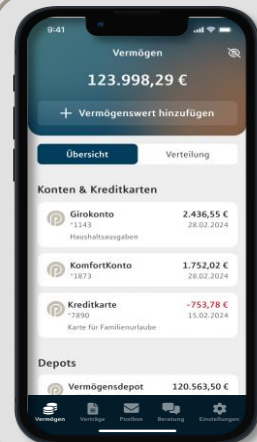 9:41
Vermögen
123.998,29 €
+ Vermögenswert hinzufügen
Übersicht Verteilung
Konten & Kreditkarten
Girokonto 2.436,55 €
*1143 28.02.2024
Haushaltsausgaben
KomfortKonto 1.752,02 €
*1873 28.02.2024
Kreditkarte -753,78 €
*7890 15.02.2024
Karte für Familienurlaube
Depots
Vermögensdepot 120.563,50 €
Vermögen Verträge Postbox Beratung Einstellungen